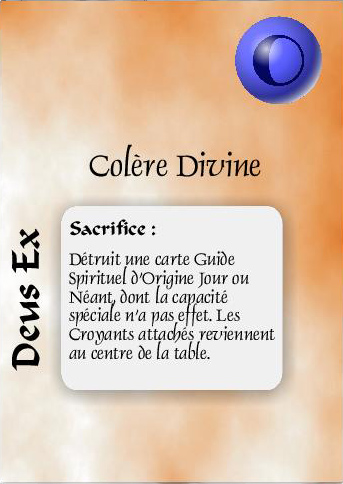 Colère Divine
Deus Ex
Sacrifice :
Détruit une carte Guide
Spirituel d'Origine Jour ou
Néant, dont la capacité
spéciale n'a pas effet. Les
Croyants attachés reviennent
au centre de la table.